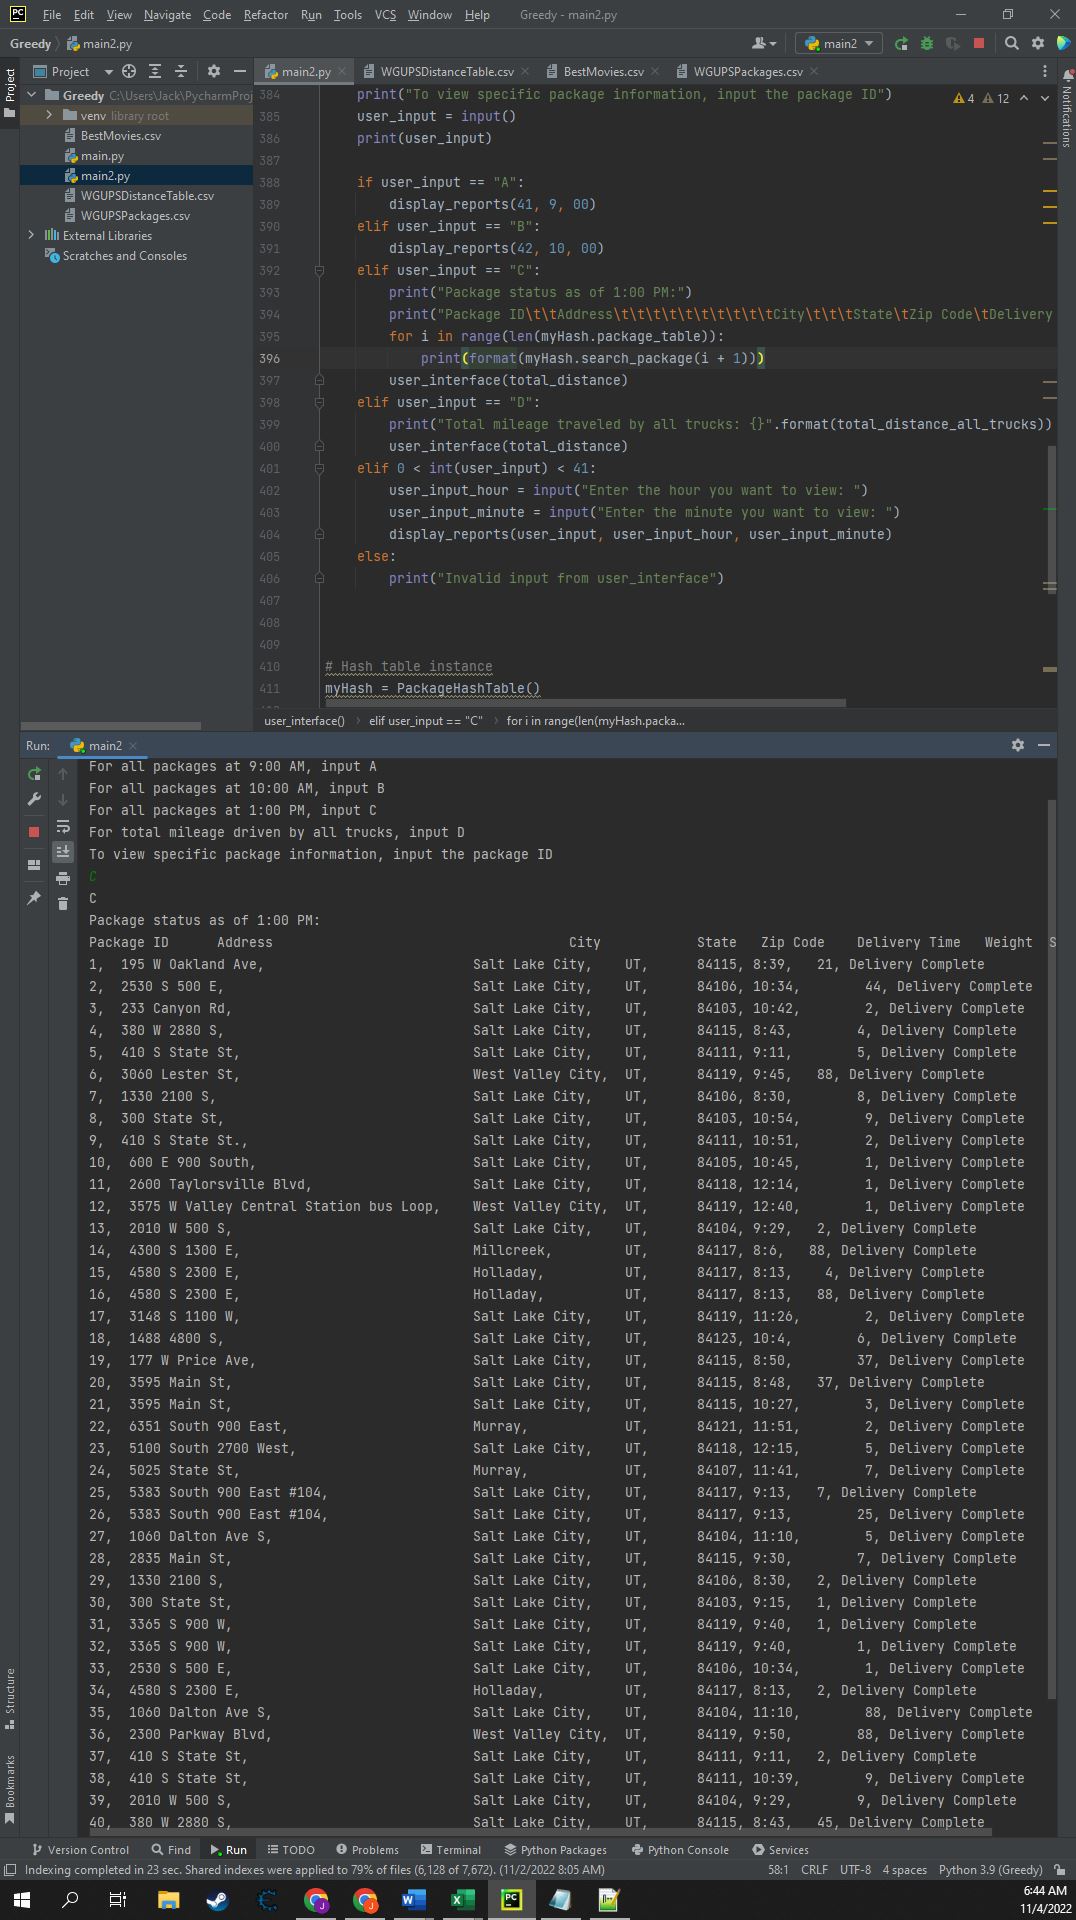 PC File Edit View Navigate Code Refactor Run Tools VCS Window Help Greedy - main2.py
Greedy main2.py main2
Project main2.py WGUPSDistanceTable.csv BestMovies.csv WGUPSPackages.csv
Project
Notifications
Greedy C:\Users\Jack\PycharmProj
venv library root
BestMovies.csv
main.py
main2.py
WGUPSDistanceTable.csv
WGUPSPackages.csv
External Libraries
Scratches and Consoles
4 12
384 print("To view specific package information, input the package ID")
385 user_input = input()
386 print(user_input)
387
388 if user_input == "A":
389 display_reports(41, 9, 00)
390 elif user_input == "B":
391 display_reports(42, 10, 00)
392 elif user_input == "C":
393 print("Package status as of 1:00 PM:")
394 print("Package ID\t\tAddress\t\t\t\t\t\t\t\t\t\tCity\t\t\tState\tZip Code\tDelivery
395 for i in range(len(myHash.package_table)):
396 print(format(myHash.search_package(i + 1)))
397 user_interface(total_distance)
398 elif user_input == "D":
399 print("Total mileage traveled by all trucks: {}".format(total_distance_all_trucks))
400 user_interface(total_distance)
401 elif 0 < int(user_input) < 41:
402 user_input_hour = input("Enter the hour you want to view: ")
403 user_input_minute = input("Enter the minute you want to view: ")
404 display_reports(user_input, user_input_hour, user_input_minute)
405 else:
406 print("Invalid input from user_interface")
407
408
409
410 # Hash table instance
411 myHash = PackageHashTable()
user_interface() > elif user_input == "C" > for i in range(len(myHash.packa...
Run: main2
For all packages at 9:00 AM, input A
For all packages at 10:00 AM, input B
For all packages at 1:00 PM, input C
For total mileage driven by all trucks, input D
To view specific package information, input the package ID
C
C
Package status as of 1:00 PM:
Package ID Address City State Zip Code Delivery Time Weight S
1, 195 W Oakland Ave, Salt Lake City, UT, 84115, 8:39, 21, Delivery Complete
2, 2530 S 500 E, Salt Lake City, UT, 84106, 10:34, 44, Delivery Complete
3, 233 Canyon Rd, Salt Lake City, UT, 84103, 10:42, 2, Delivery Complete
4, 380 W 2880 S, Salt Lake City, UT, 84115, 8:43, 4, Delivery Complete
5, 410 S State St, Salt Lake City, UT, 84111, 9:11, 5, Delivery Complete
6, 3060 Lester St, West Valley City, UT, 84119, 9:45, 88, Delivery Complete
7, 1330 2100 S, Salt Lake City, UT, 84106, 8:30, 8, Delivery Complete
8, 300 State St, Salt Lake City, UT, 84103, 10:54, 9, Delivery Complete
9, 410 S State St., Salt Lake City, UT, 84111, 10:51, 2, Delivery Complete
10, 600 E 900 South, Salt Lake City, UT, 84105, 10:45, 1, Delivery Complete
11, 2600 Taylorsville Blvd, Salt Lake City, UT, 84118, 12:14, 1, Delivery Complete
12, 3575 W Valley Central Station bus Loop, West Valley City, UT, 84119, 12:40, 1, Delivery Complete
13, 2010 W 500 S, Salt Lake City, UT, 84104, 9:29, 2, Delivery Complete
14, 4300 S 1300 E, Millcreek, UT, 84117, 8:6, 88, Delivery Complete
15, 4580 S 2300 E, Holladay, UT, 84117, 8:13, 4, Delivery Complete
16, 4580 S 2300 E, Holladay, UT, 84117, 8:13, 88, Delivery Complete
17, 3148 S 1100 W, Salt Lake City, UT, 84119, 11:26, 2, Delivery Complete
18, 1488 4800 S, Salt Lake City, UT, 84123, 10:4, 6, Delivery Complete
19, 177 W Price Ave, Salt Lake City, UT, 84115, 8:50, 37, Delivery Complete
20, 3595 Main St, Salt Lake City, UT, 84115, 8:48, 37, Delivery Complete
21, 3595 Main St, Salt Lake City, UT, 84115, 10:27, 3, Delivery Complete
22, 6351 South 900 East, Murray, UT, 84121, 11:51, 2, Delivery Complete
23, 5100 South 2700 West, Salt Lake City, UT, 84118, 12:15, 5, Delivery Complete
24, 5025 State St, Murray, UT, 84107, 11:41, 7, Delivery Complete
25, 5383 South 900 East #104, Salt Lake City, UT, 84117, 9:13, 7, Delivery Complete
26, 5383 South 900 East #104, Salt Lake City, UT, 84117, 9:13, 25, Delivery Complete
27, 1060 Dalton Ave S, Salt Lake City, UT, 84104, 11:10, 5, Delivery Complete
28, 2835 Main St, Salt Lake City, UT, 84115, 9:30, 7, Delivery Complete
29, 1330 2100 S, Salt Lake City, UT, 84106, 8:30, 2, Delivery Complete
30, 300 State St, Salt Lake City, UT, 84103, 9:15, 1, Delivery Complete
31, 3365 S 900 W, Salt Lake City, UT, 84119, 9:40, 1, Delivery Complete
32, 3365 S 900 W, Salt Lake City, UT, 84119, 9:40, 1, Delivery Complete
33, 2530 S 500 E, Salt Lake City, UT, 84106, 10:34, 1, Delivery Complete
34, 4580 S 2300 E, Holladay, UT, 84117, 8:13, 2, Delivery Complete
35, 1060 Dalton Ave S, Salt Lake City, UT, 84104, 11:10, 88, Delivery Complete
36, 2300 Parkway Blvd, West Valley City, UT, 84119, 9:50, 88, Delivery Complete
37, 410 S State St, Salt Lake City, UT, 84111, 9:11, 2, Delivery Complete
38, 410 S State St, Salt Lake City, UT, 84111, 10:39, 9, Delivery Complete
39, 2010 W 500 S, Salt Lake City, UT, 84104, 9:29, 9, Delivery Complete
40, 380 W 2880 S, Salt Lake City, UT, 84115, 8:43, 45, Delivery Complete
Structure
Bookmarks
Version Control Find Run TODO Problems Terminal Python Packages Python Console Services
Indexing completed in 23 sec. Shared indexes were applied to 79% of files (6,128 of 7,672). (11/2/2022 8:05 AM) 58:1 CRLF UTF-8 4 spaces Python 3.9 (Greedy)
6:44 AM
11/4/2022